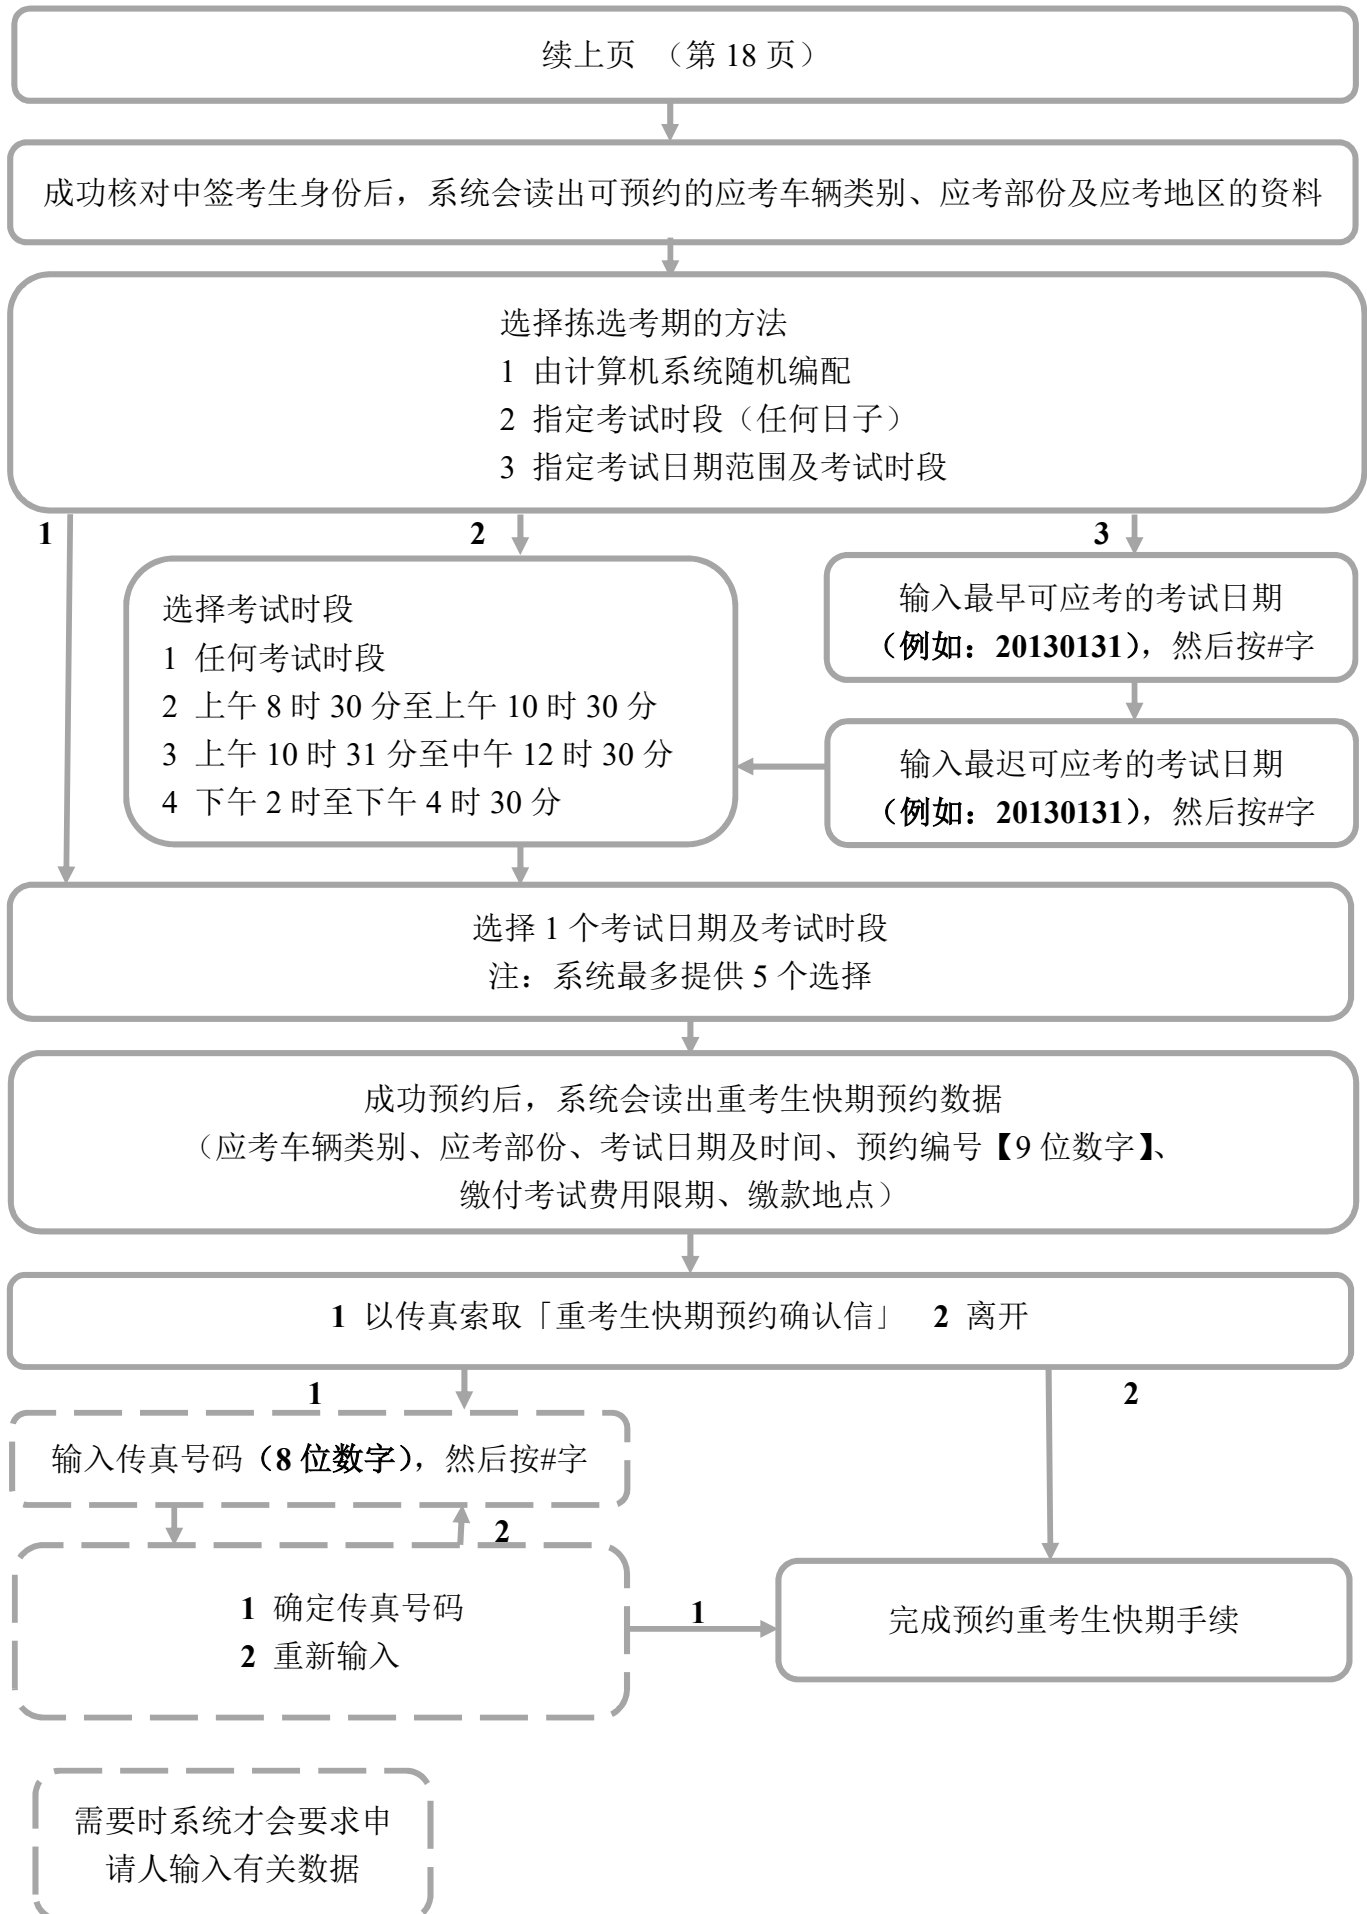 续上页 （第 18 页）
成功核对中签考生身份后，系统会读出可预约的应考车辆类别、应考部份及应考地区的资料
选择拣选考期的方法
1 由计算机系统随机编配
2 指定考试时段（任何日子）
3 指定考试日期范围及考试时段
1
2
3
选择考试时段
1 任何考试时段
2 上午 8 时 30 分至上午 10 时 30 分
3 上午 10 时 31 分至中午 12 时 30 分
4 下午 2 时至下午 4 时 30 分
输入最早可应考的考试日期
（例如：20130131），然后按#字
输入最迟可应考的考试日期
（例如：20130131），然后按#字
选择 1 个考试日期及考试时段
注：系统最多提供 5 个选择
成功预约后，系统会读出重考生快期预约数据
（应考车辆类别、应考部份、考试日期及时间、预约编号【9 位数字】、
缴付考试费用限期、缴款地点）
1 以传真索取「重考生快期预约确认信」 2 离开
1
2
输入传真号码（8 位数字），然后按#字
2
1 确定传真号码
2 重新输入
1
完成预约重考生快期手续
需要时系统才会要求申
请人输入有关数据